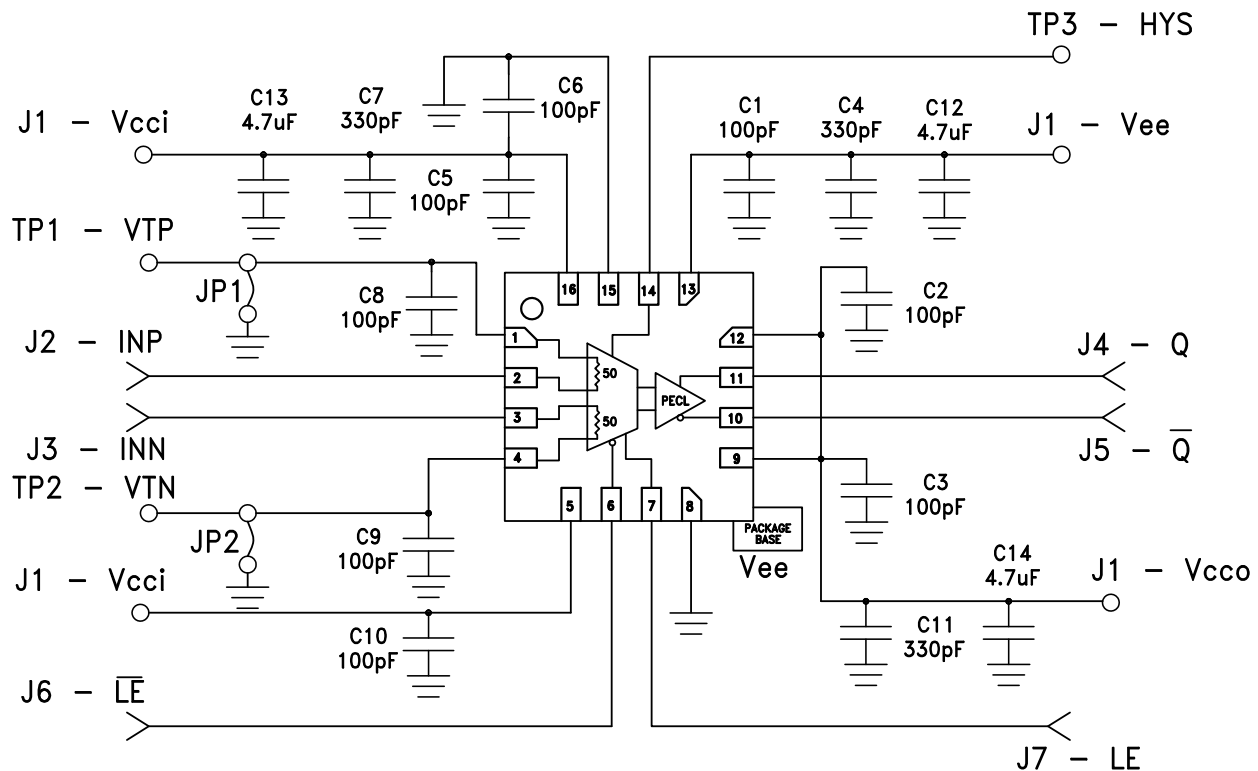 TP3 - HYS
C6
100pF
C13
4.7uF
C7
330pF
C1
100pF
C4
330pF
C12
4.7uF
J1 - Vcci
J1 - Vee
C5
100pF
TP1 - VTP
JP1
C8
100pF
16
15
14
13
C2
100pF
J2 - INP
1
12
J4 - Q
2
50
11
PECL
3
50
10
J3 - INN
J5 - Q̅
4
9
TP2 - VTN
C3
100pF
5
6
7
8
JP2
C9
100pF
PACKAGE
BASE
Vee
C14
4.7uF
J1 - Vcci
J1 - Vcco
C10
100pF
C11
330pF
J6 - L̅E̅
J7 - LE